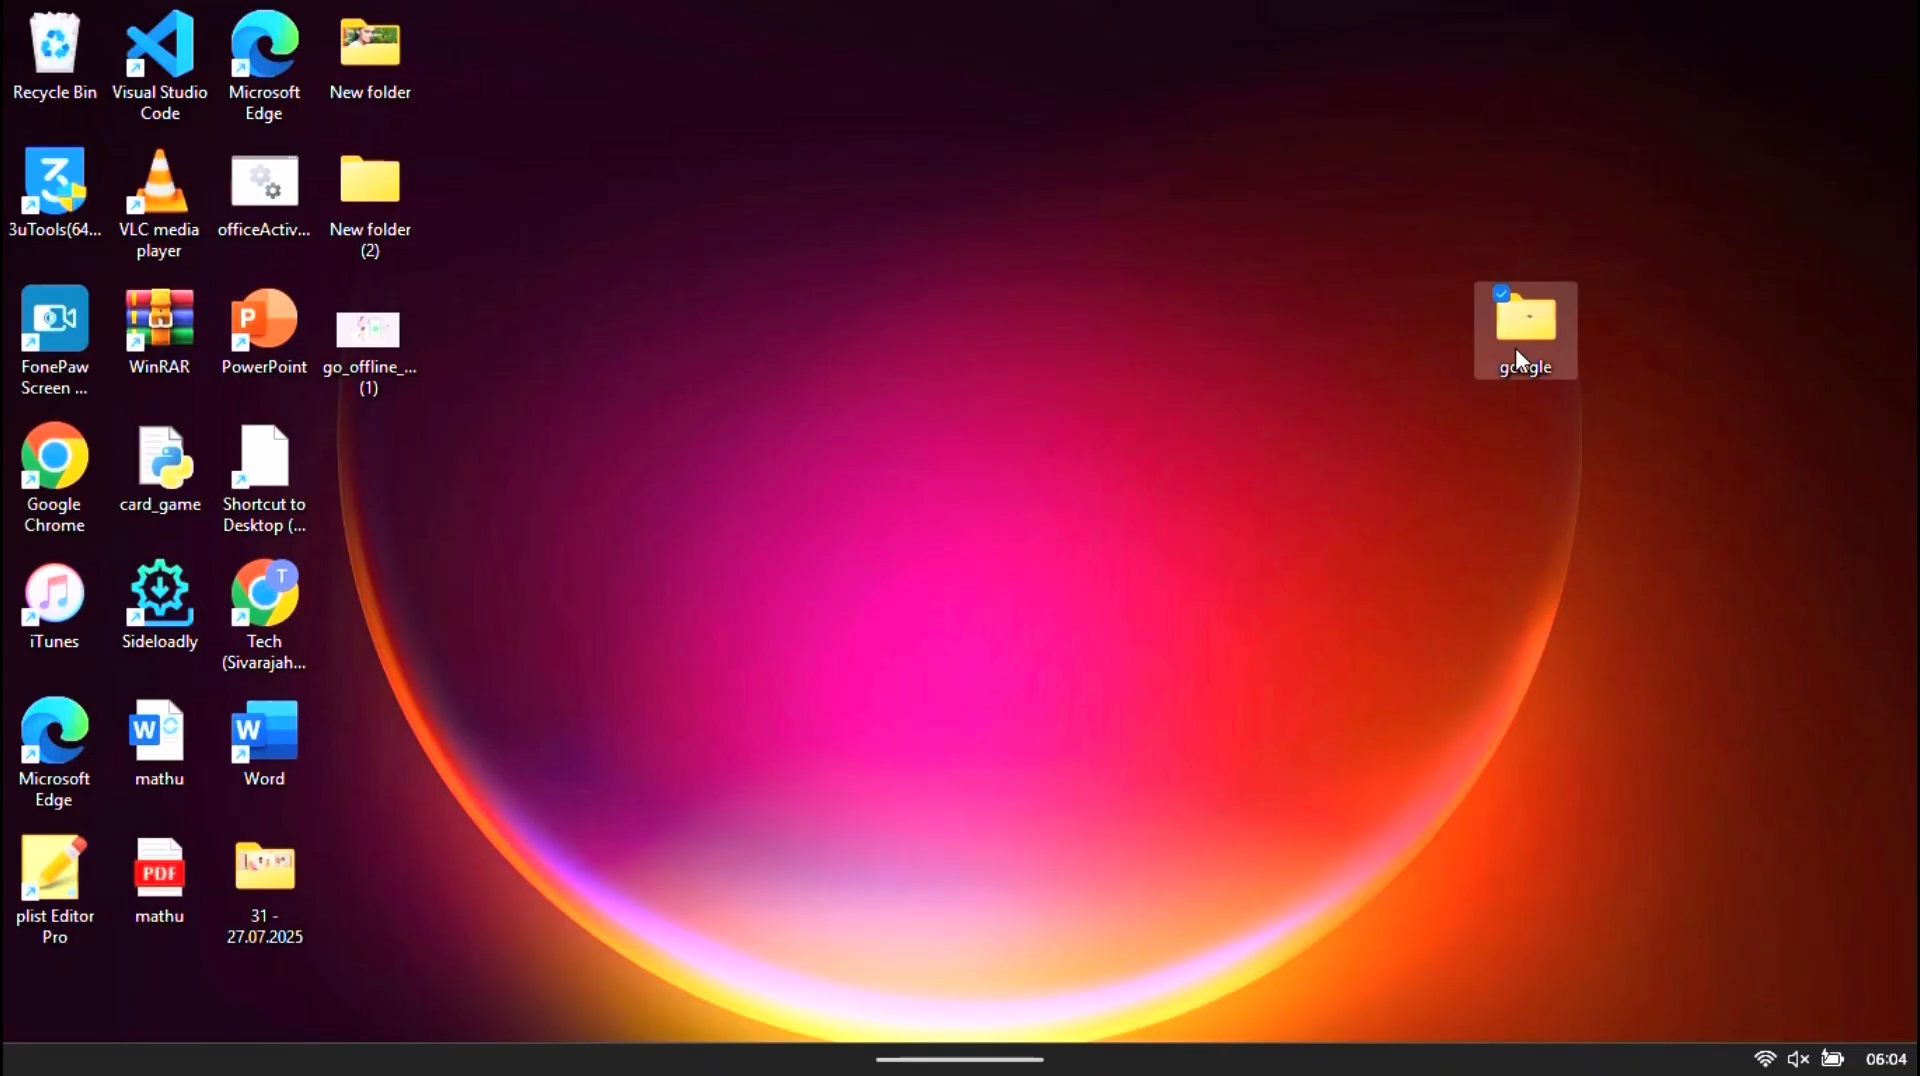 Recycle Bin
Visual Studio
Code
Microsoft
Edge
New folder
3uTools(64...
VLC media
player
officeActiv...
New folder
(2)
FonePaw
Screen ...
WinRAR
P
PowerPoint
go_offline_...
(1)
google
Google
Chrome
card_game
Shortcut to
Desktop (...
iTunes
Sideloadly
T
Tech
(Sivarajah...
Microsoft
Edge
W
mathu
W
Word
plist Editor
Pro
PDF
mathu
31 -
27.07.2025
06:04